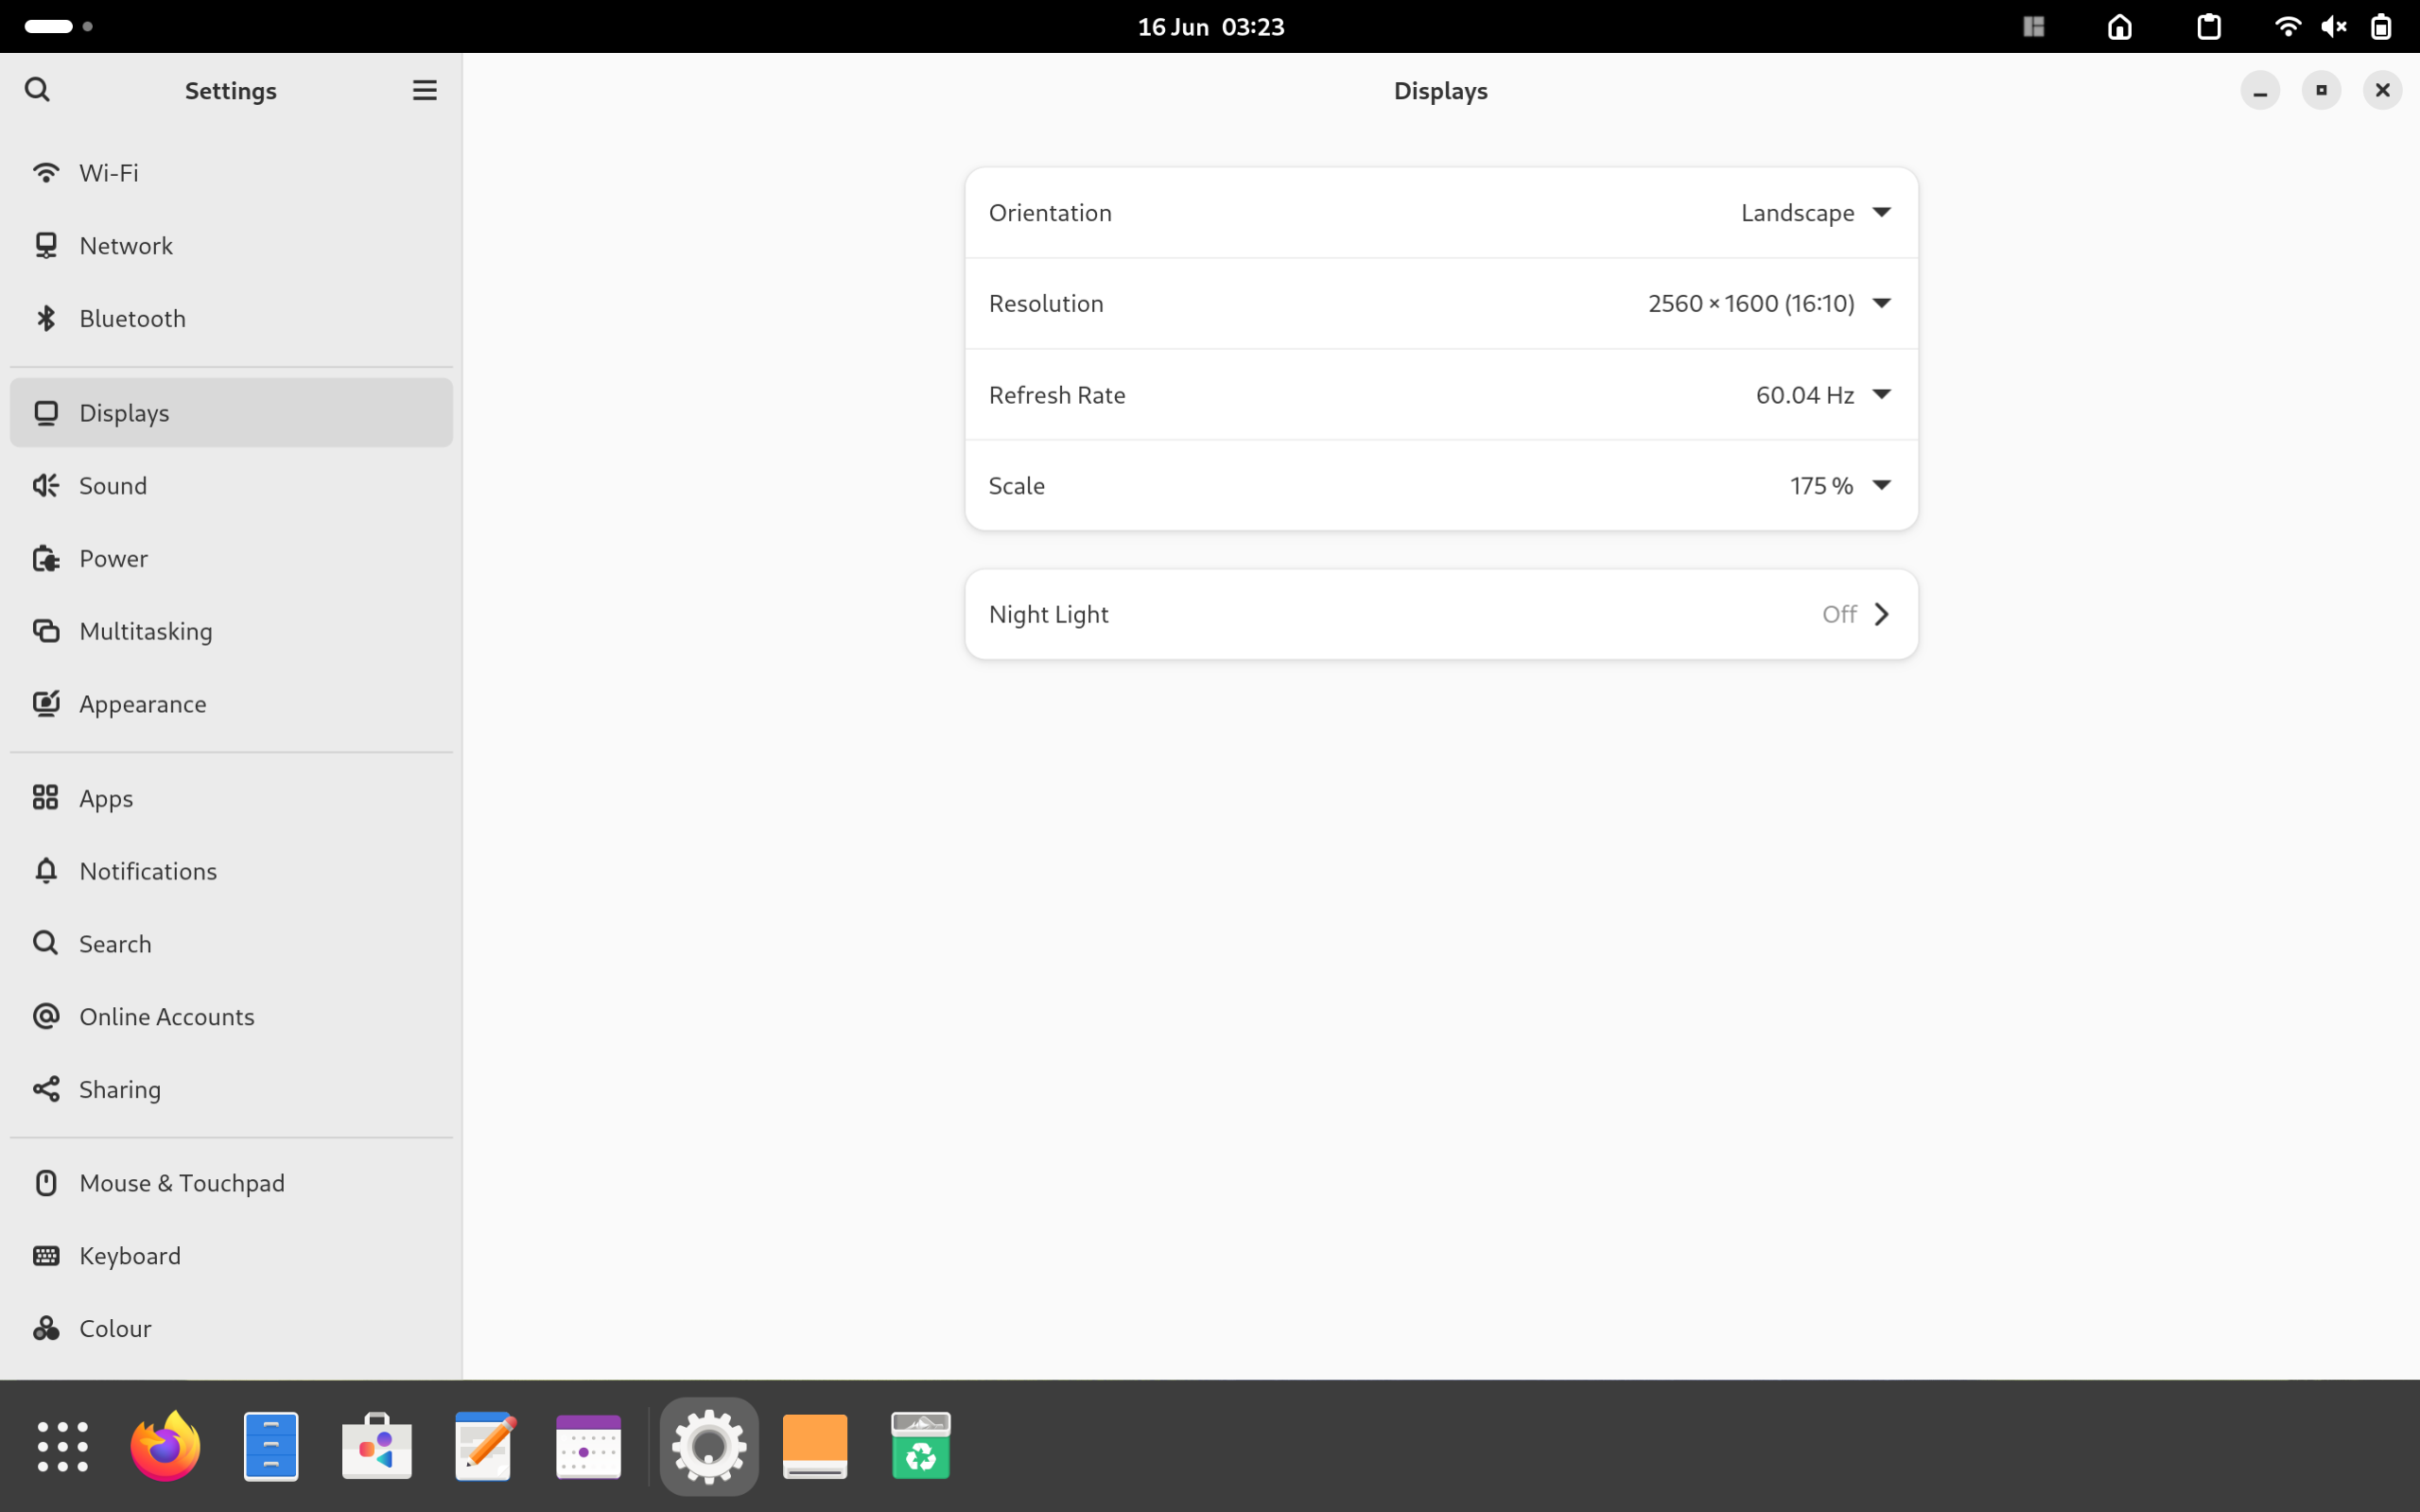 16 Jun 03:23
Settings
Displays
Wi-Fi
Network
Bluetooth
Displays
Sound
Power
Multitasking
Appearance
Apps
Notifications
Search
Online Accounts
Sharing
Mouse & Touchpad
Keyboard
Colour
Orientation Landscape
Resolution 2560 × 1600 (16:10)
Refresh Rate 60.04 Hz
Scale 175 %
Night Light Off